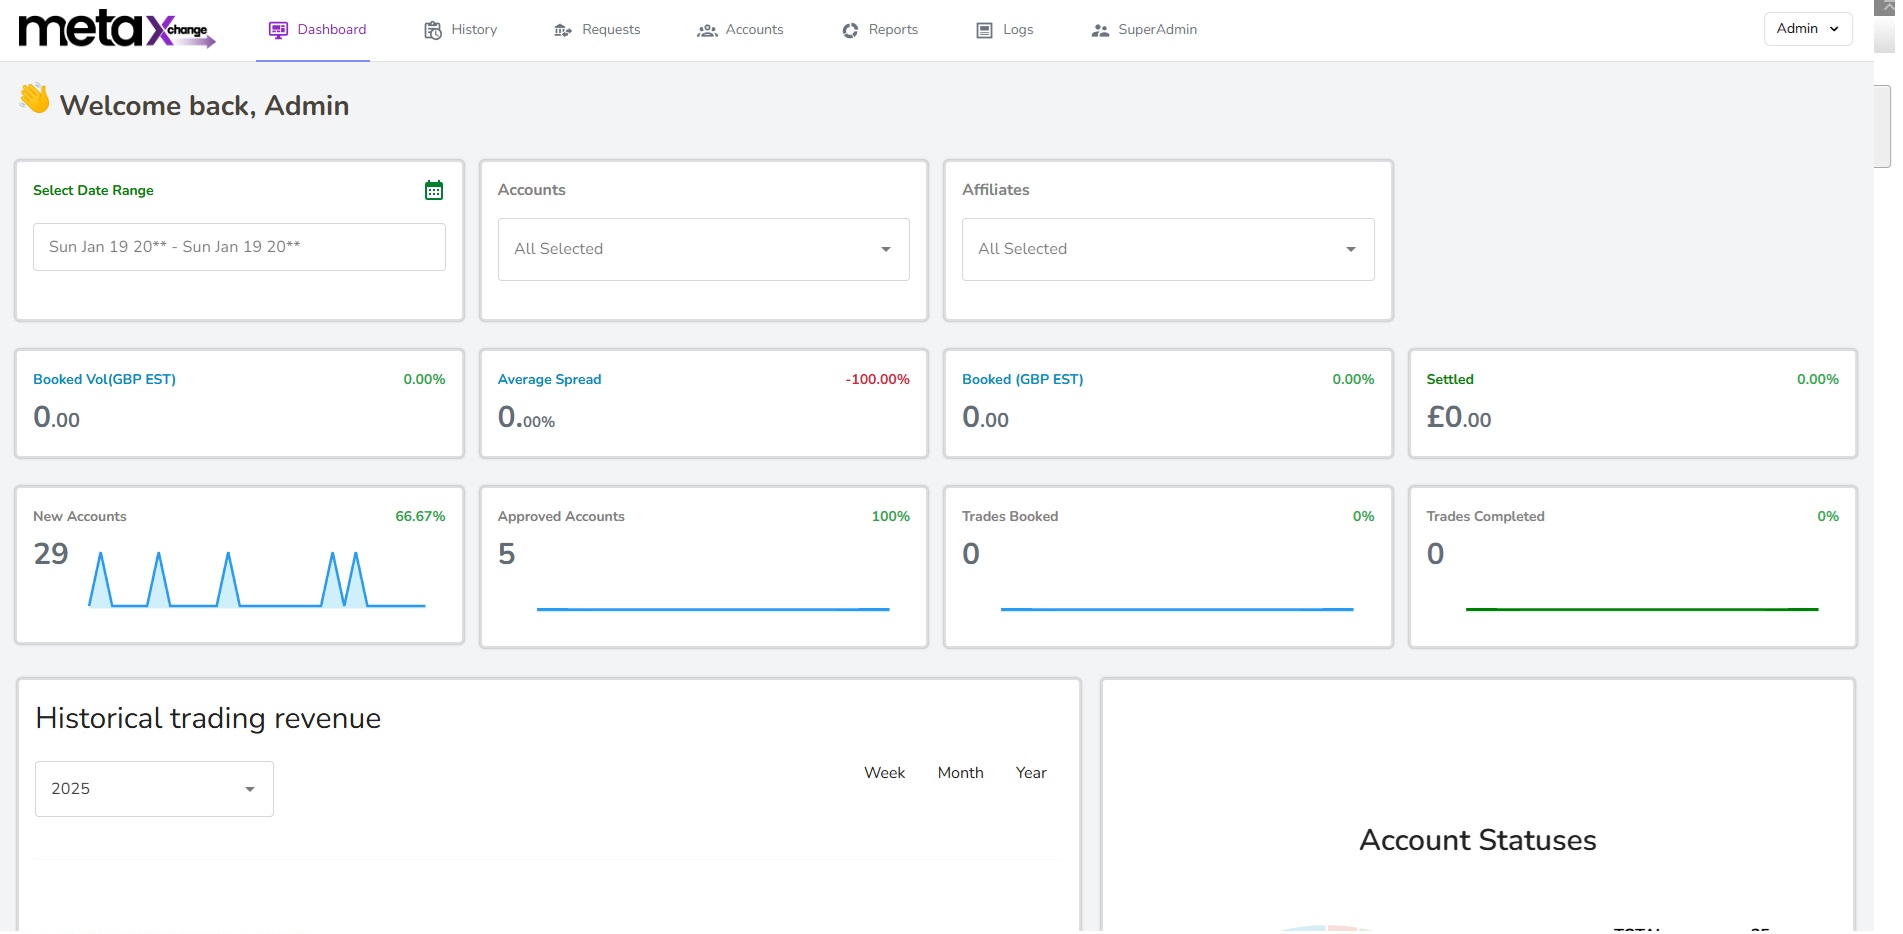 metaXchange
Dashboard
History
Requests
Accounts
Reports
Logs
SuperAdmin
Admin
Welcome back, Admin
Select Date Range
Sun Jan 19 20** - Sun Jan 19 20**
Accounts
All Selected
Affiliates
All Selected
Booked Vol(GBP EST) 0.00%
0.00
Average Spread -100.00%
0.00%
Booked (GBP EST) 0.00%
0.00
Settled 0.00%
£0.00
New Accounts 66.67%
29
Approved Accounts 100%
5
Trades Booked 0%
0
Trades Completed 0%
0
Historical trading revenue
2025
Week Month Year
Account Statuses